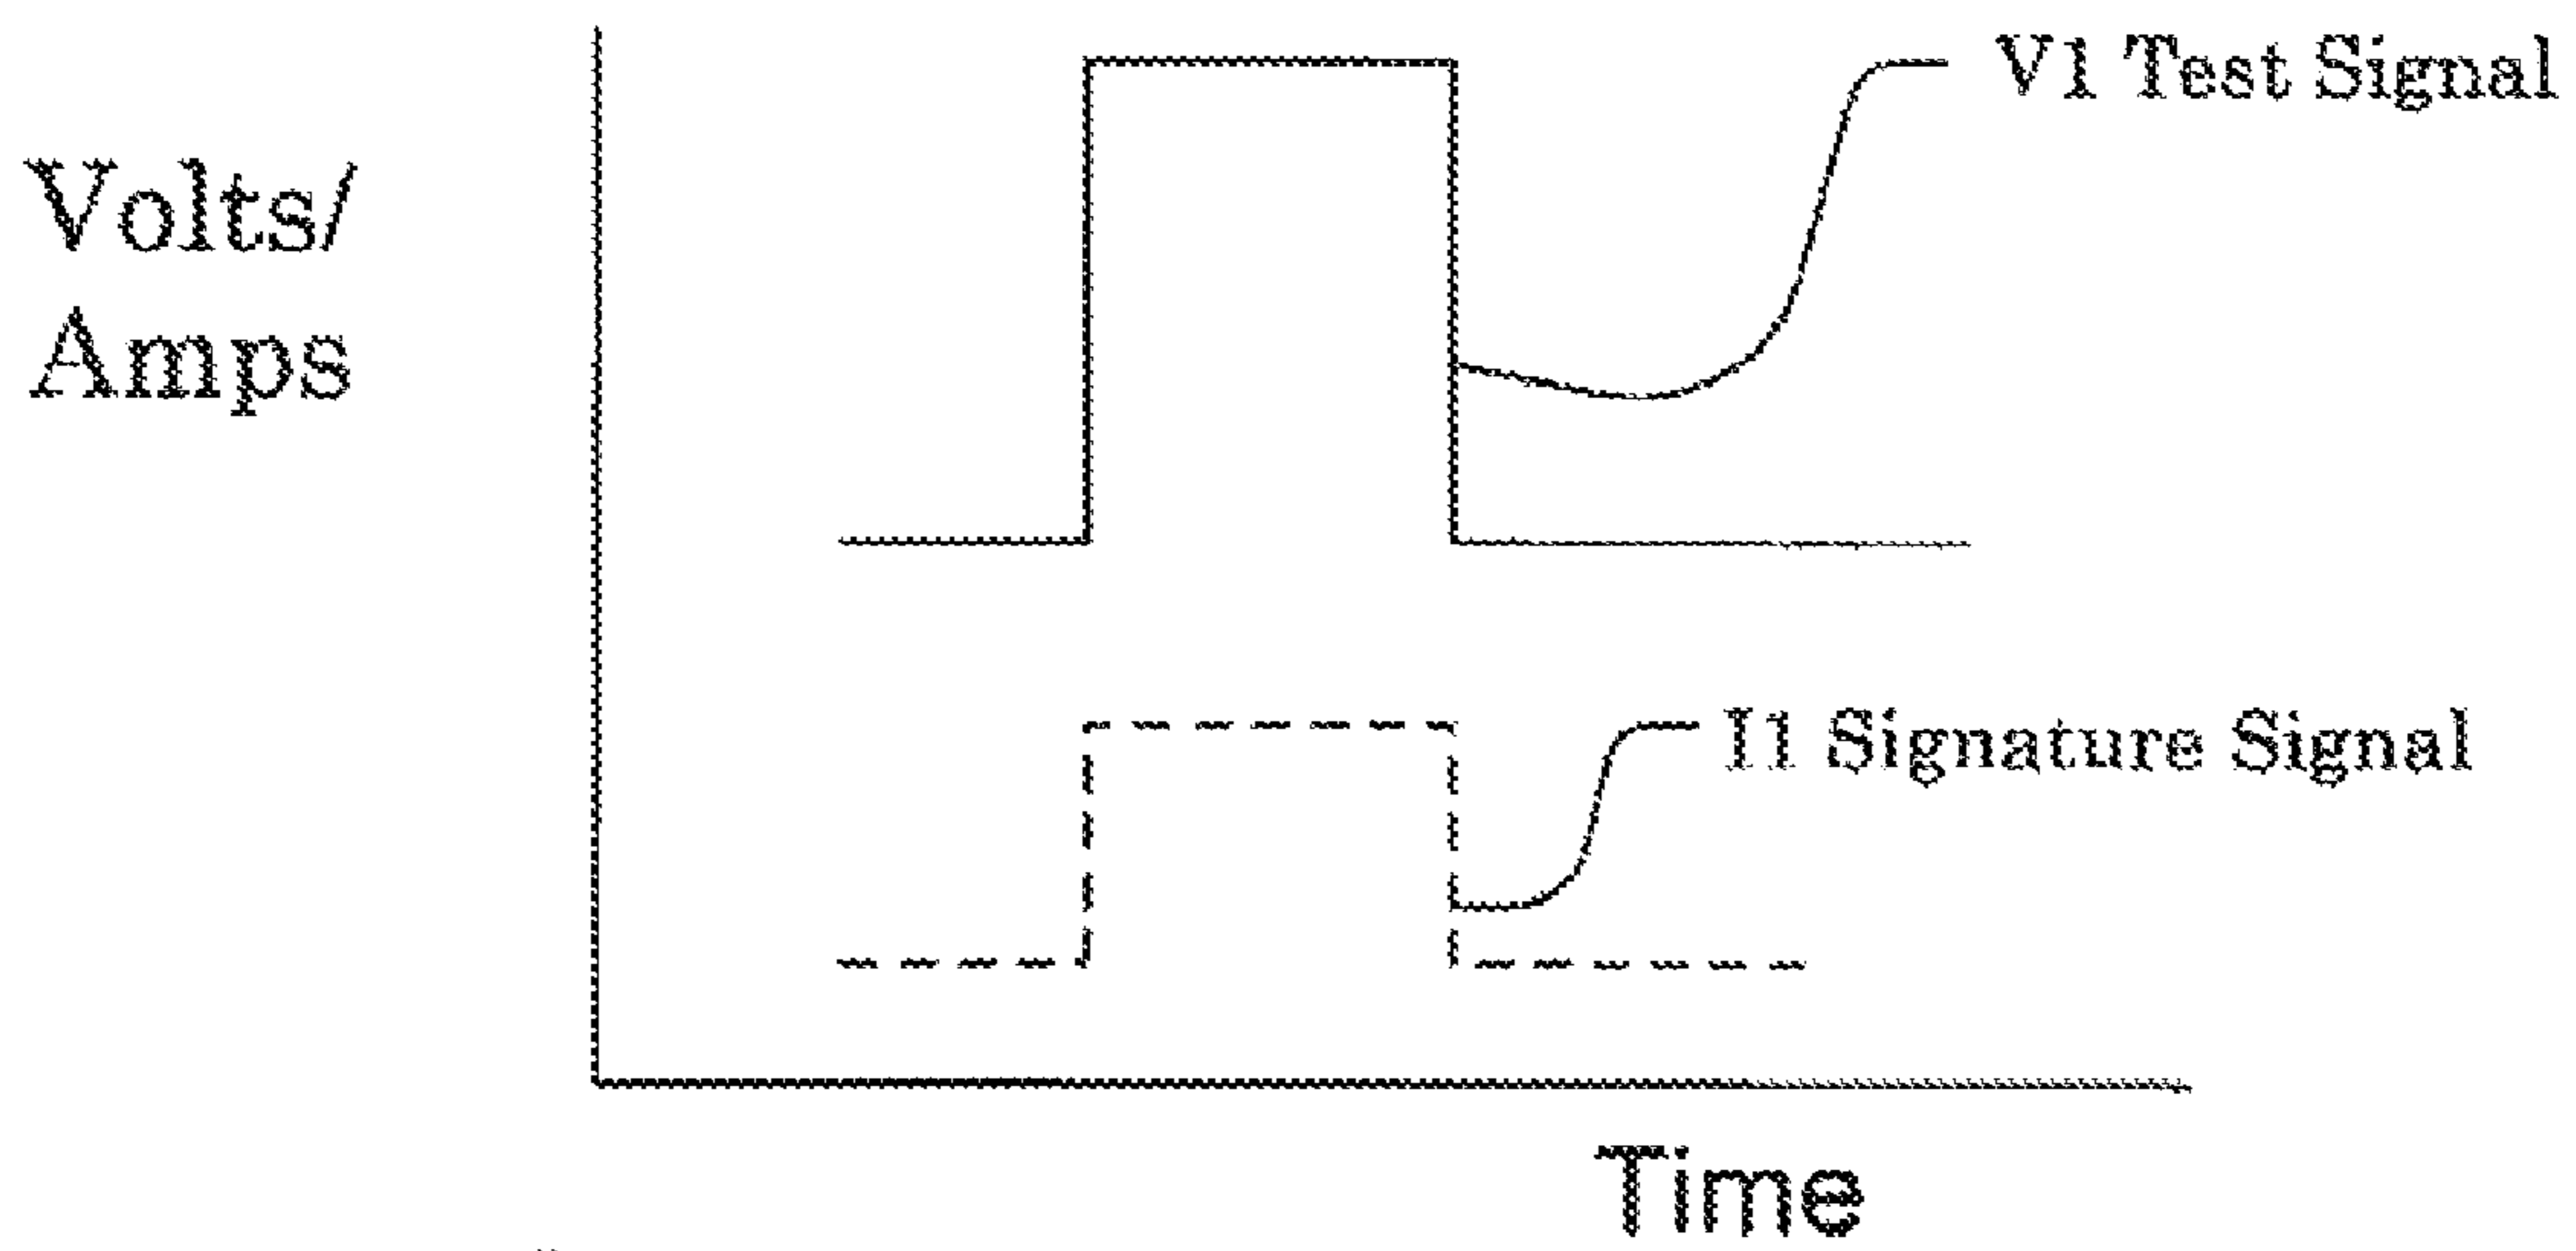 V1 Test Signal
Volts/
Amps
I1 Signature Signal
Time